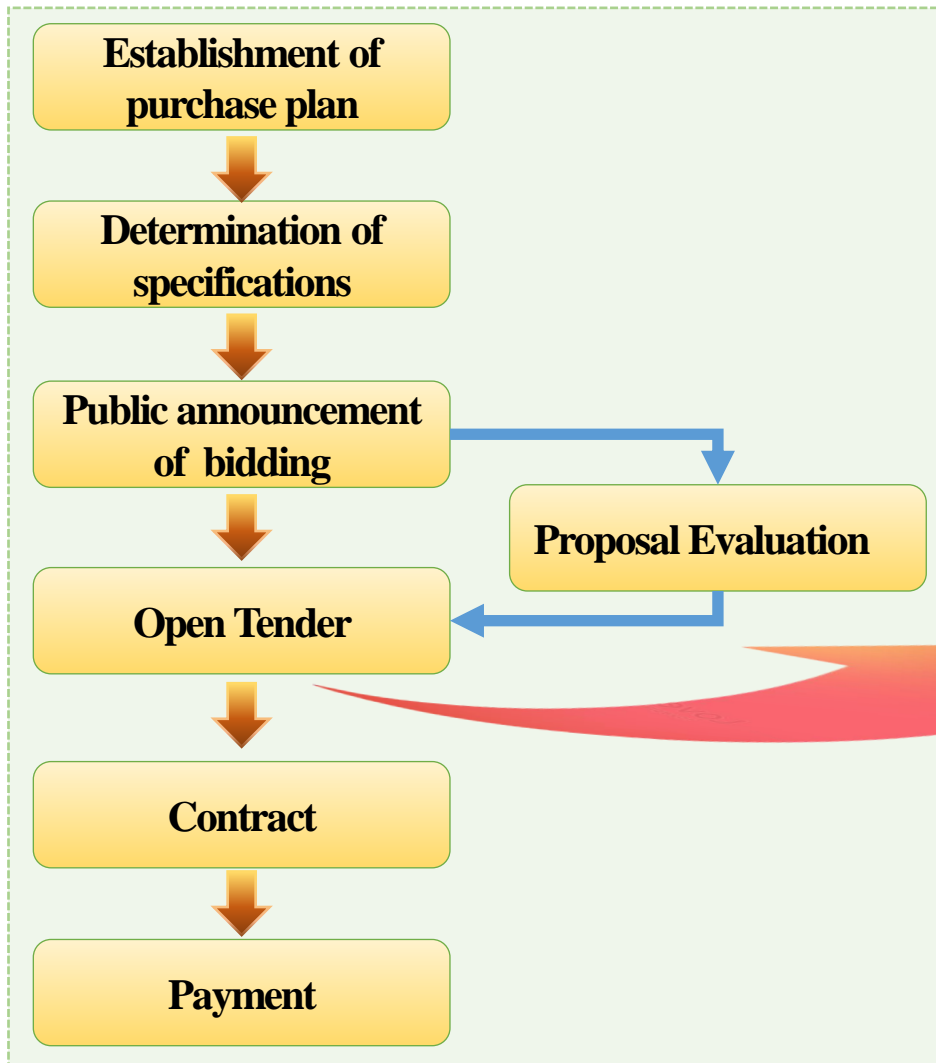 Establishment of
purchase plan
Determination of
specifications
Public announcement
of bidding
Proposal Evaluation
Open Tender
Contract
Payment